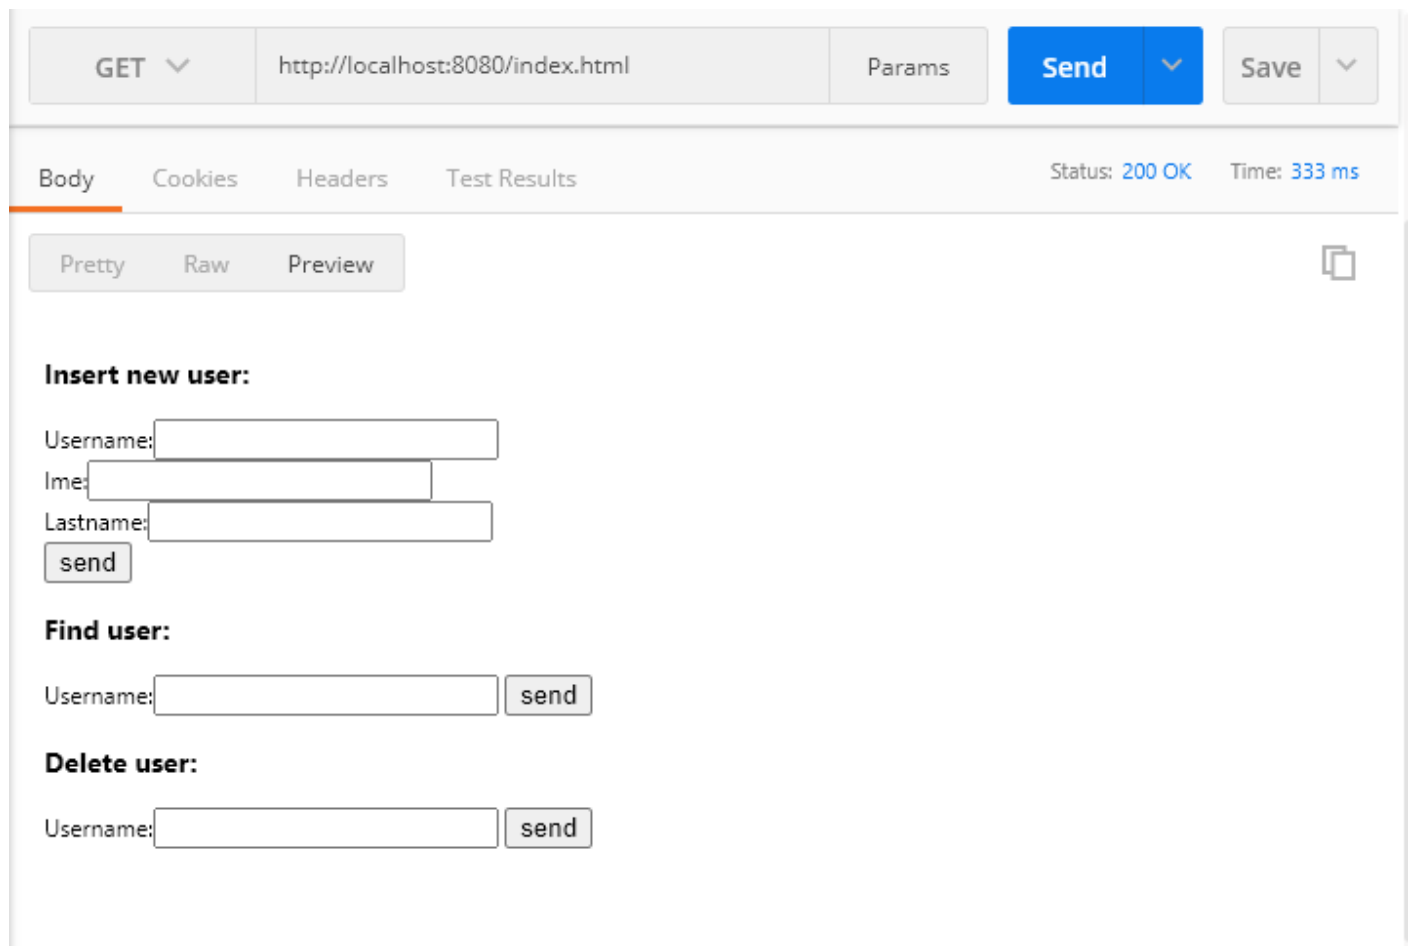 GET http://localhost:8080/index.html Params Send Save
Body Cookies Headers Test Results Status: 200 OK Time: 333 ms
Pretty Raw Preview
Insert new user:
Username:
Ime:
Lastname:
send
Find user:
Username: send
Delete user:
Username: send